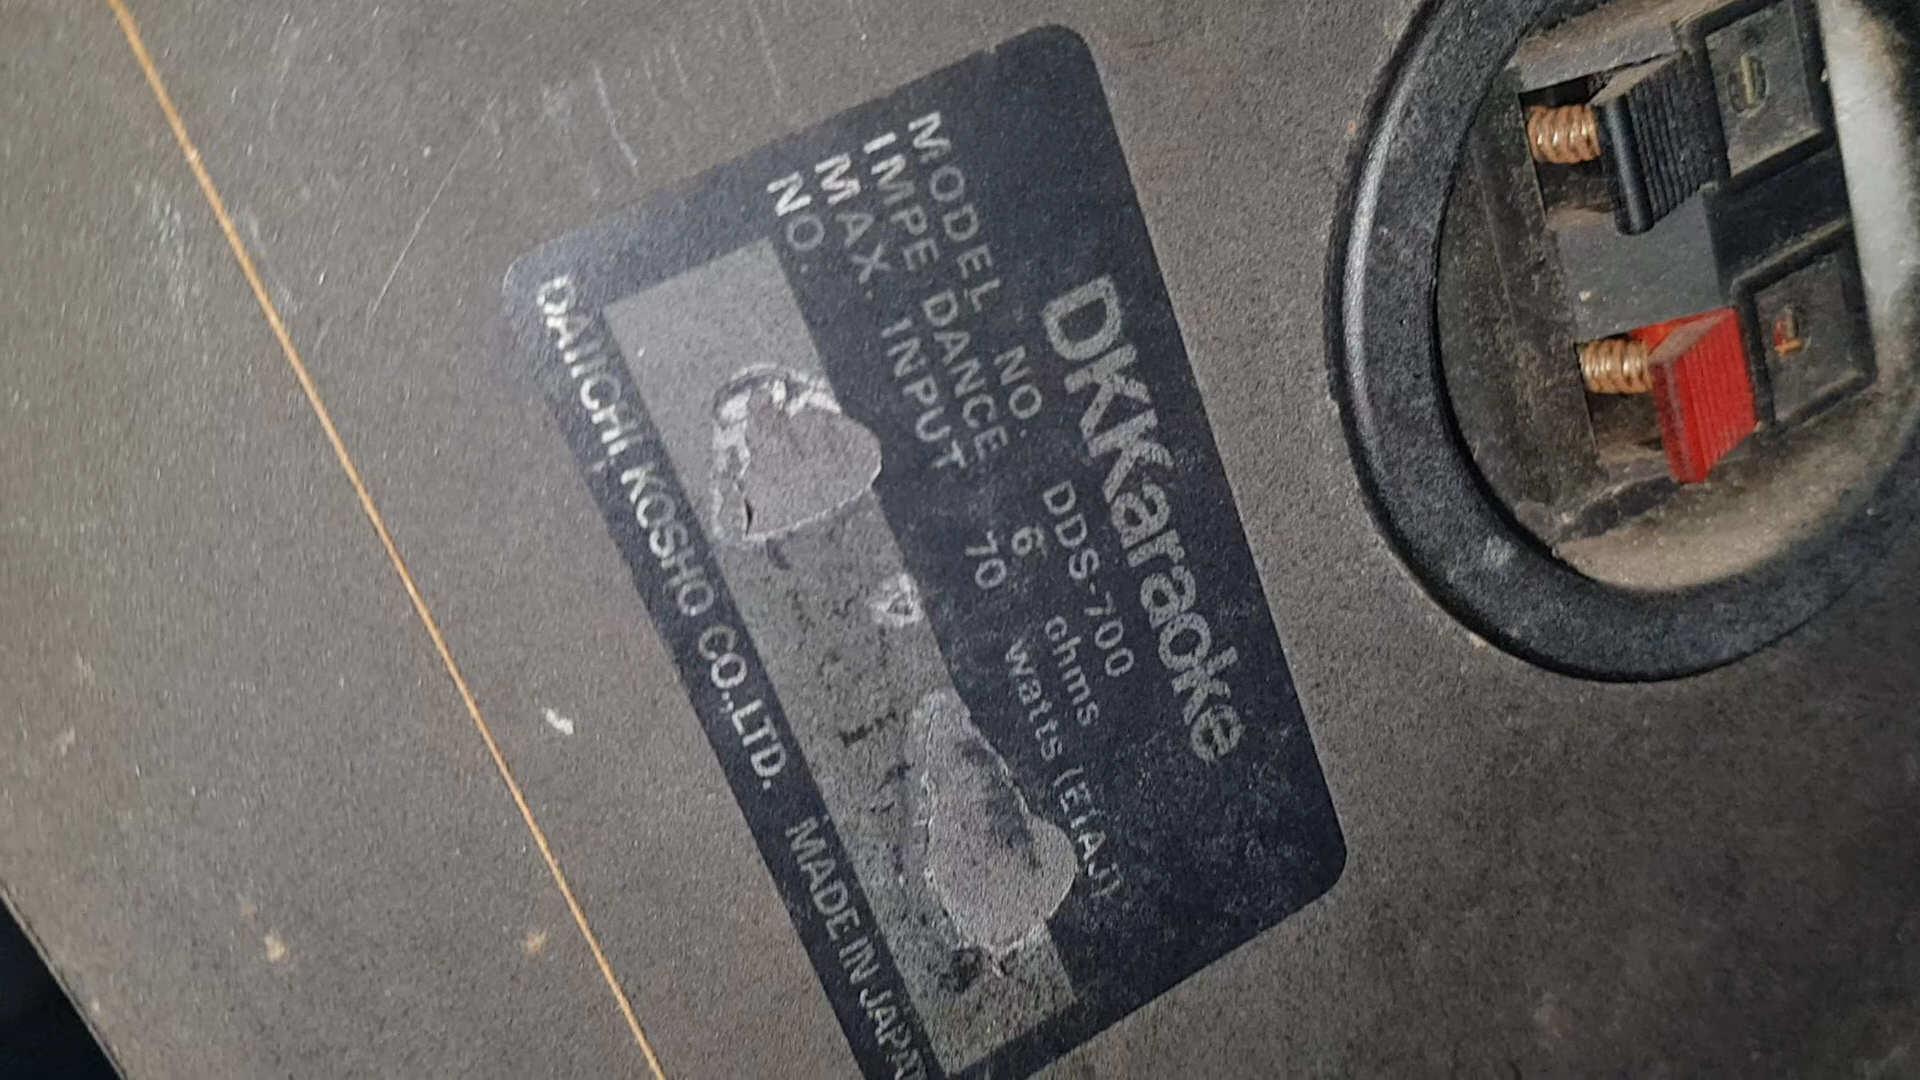 DKKaraoke
MODEL NO. DDS-700
IMPEDANCE 6 ohms
MAX. INPUT 70 watts (EIAJ)
NO.
DAIICHI KOSHO CO.,LTD. MADE IN JAPAN
+